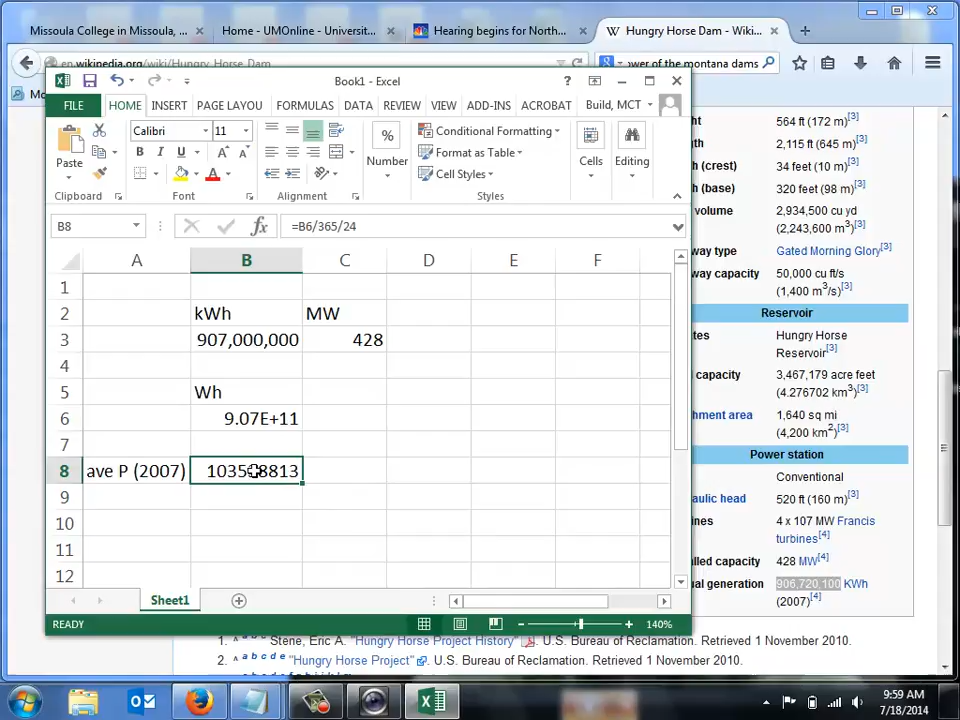 Missoula College in Missoula, ...
Home - UMOnline - Universit...
Hearing begins for North...
Hungry Horse Dam - Wiki...
en.wikipedia.org/wiki/Hungry_Horse_Dam
wer of the montana dams
Mo
Book1 - Excel
FILE
HOME
INSERT
PAGE LAYOUT
FORMULAS
DATA
REVIEW
VIEW
ADD-INS
ACROBAT
Build, MCT
Paste
Calibri
11
B I U
A A
A
%
Number
Conditional Formatting
Format as Table
Cell Styles
Cells
Editing
Clipboard
Font
Alignment
Styles
B8
fx
=B6/365/24
A B C D E F
1
2 kWh MW
3 907,000,000 428
4
5 Wh
6 9.07E+11
7
8 ave P (2007)
9
10
11
12
Sheet1
READY
140%
ht 564 ft (172 m)[3]
th 2,115 ft (645 m)[3]
h (crest) 34 feet (10 m)[3]
h (base) 320 feet (98 m)[3]
volume 2,934,500 cu yd
(2,243,600 m3)[3]
way type Gated Morning Glory[3]
way capacity 50,000 cu ft/s
(1,400 m3/s)[3]
Reservoir
tes Hungry Horse
Reservoir[3]
capacity 3,467,179 acre feet
(4.276702 km3)[3]
hment area 1,640 sq mi
(4,200 km2)[3]
Power station
Conventional
aulic head 520 ft (160 m)[3]
ines 4 x 107 MW Francis
turbines[4]
lled capacity 428 MW[4]
ual generation 906,720,100 KWh
(2007)[4]
1. ^ a b c Stene, Eric A. "Hungry Horse Project History". U.S. Bureau of Reclamation. Retrieved 1 November 2010.
2. ^ a b c d e "Hungry Horse Project". U.S. Bureau of Reclamation. Retrieved 1 November 2010.
9:59 AM
7/18/2014